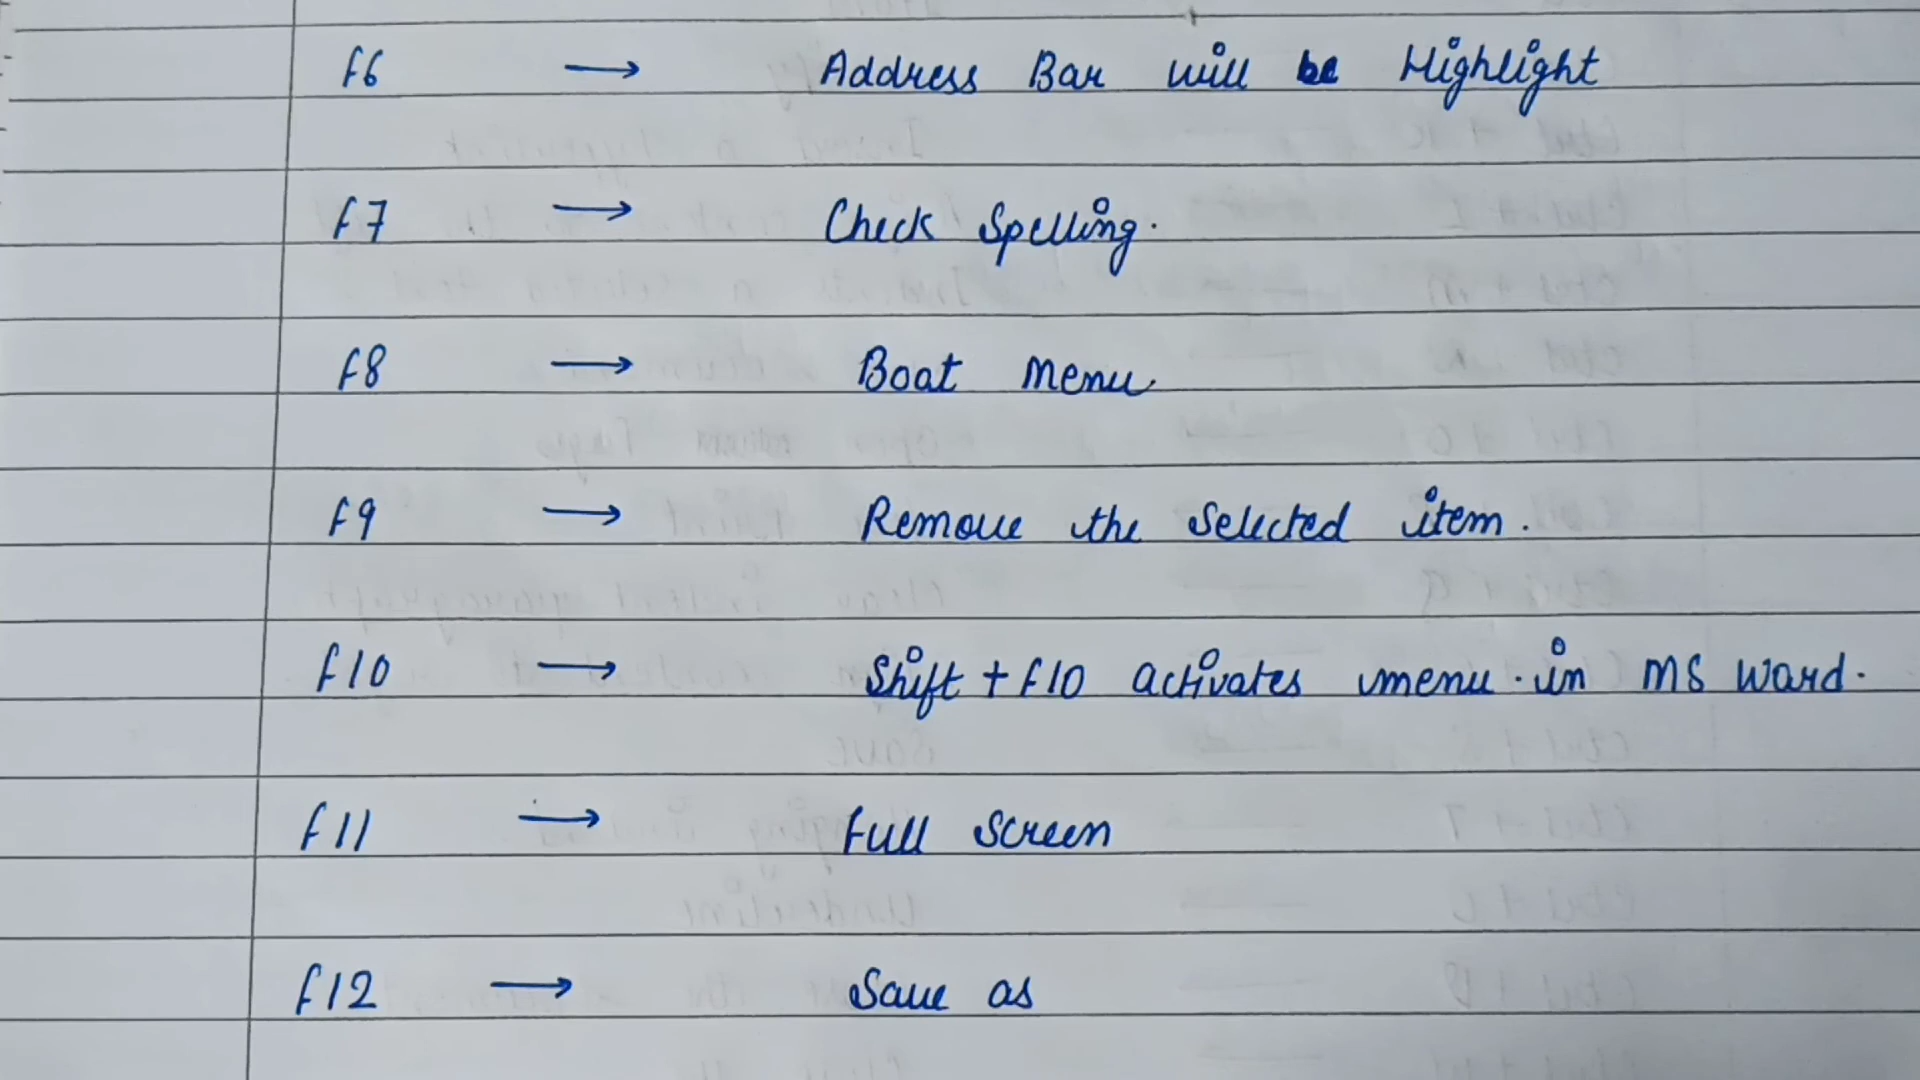 F6 → Address Bar will be Highlight
F7 → Check Spelling.
F8 → Boot Menu
F9 → Remove the Selected item.
F10 → Shift + F10 activates menu. in MS Word.
F11 → Full Screen
F12 → Save as